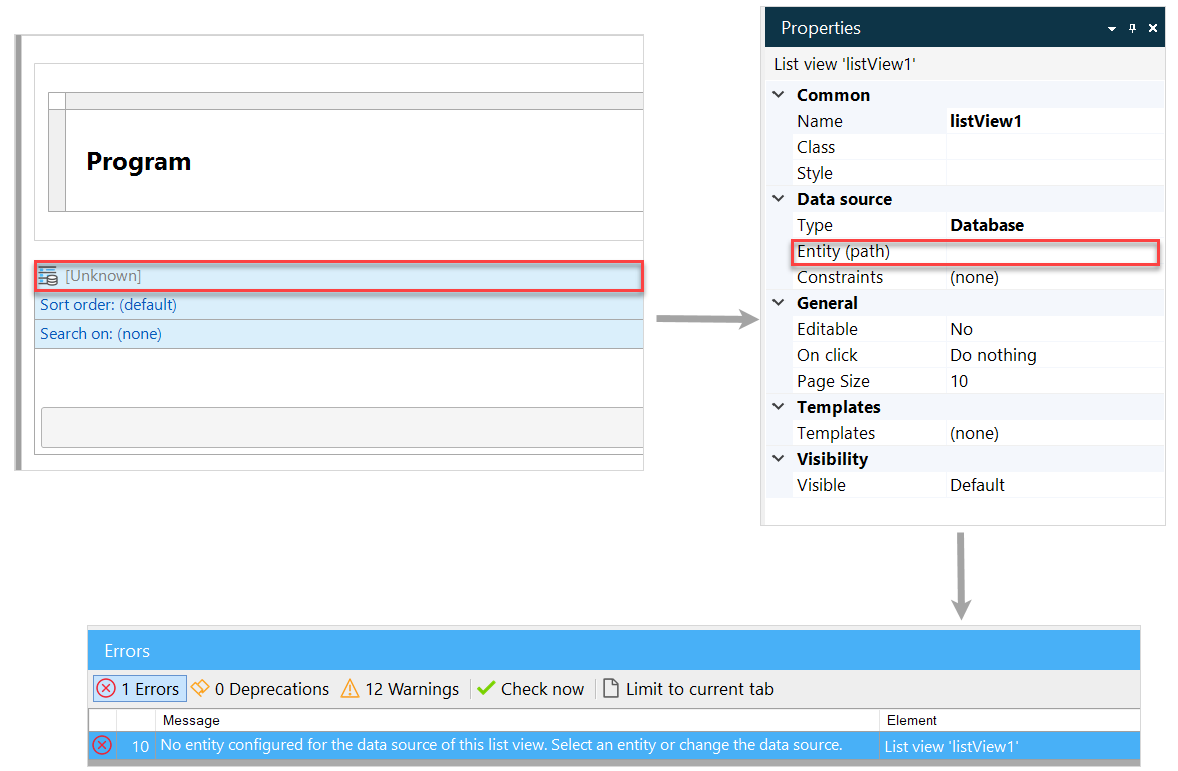 Program
[Unknown]
Sort order: (default)
Search on: (none)
Properties
List view 'listView1'
Common
Name listView1
Class
Style
Data source
Type Database
Entity (path)
Constraints (none)
General
Editable No
On click Do nothing
Page Size 10
Templates
Templates (none)
Visibility
Visible Default
Errors
1 Errors 0 Deprecations 12 Warnings Check now Limit to current tab
Message Element
10 No entity configured for the data source of this list view. Select an entity or change the data source. List view 'listView1'